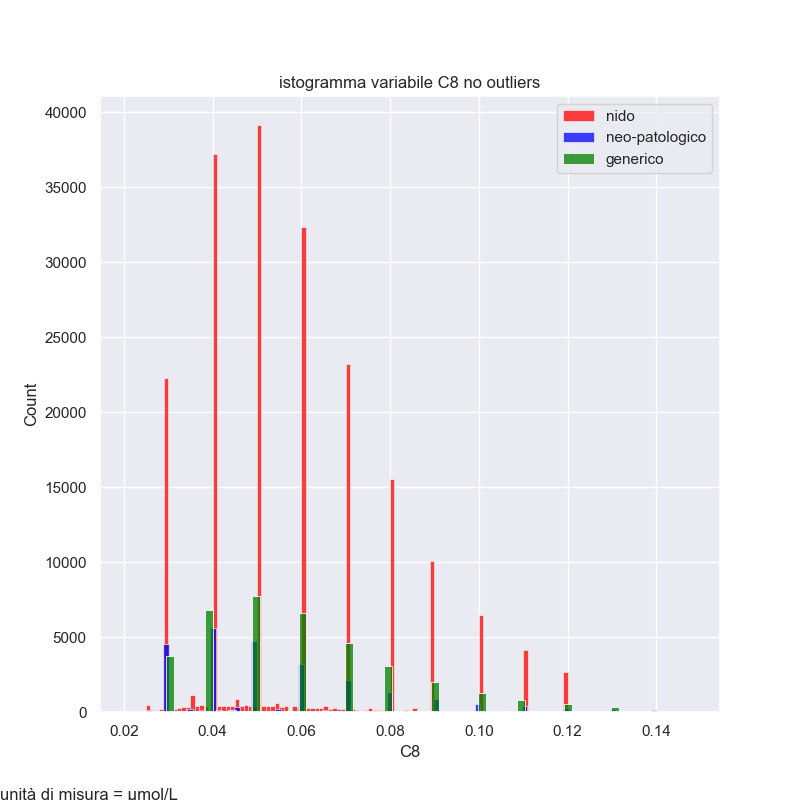 istogramma variabile C8 no outliers
nido
neo-patologico
generico
40000
35000
30000
25000
20000
15000
10000
5000
0
Count
0.02 0.04 0.06 0.08 0.10 0.12 0.14
C8
unità di misura = μmol/L